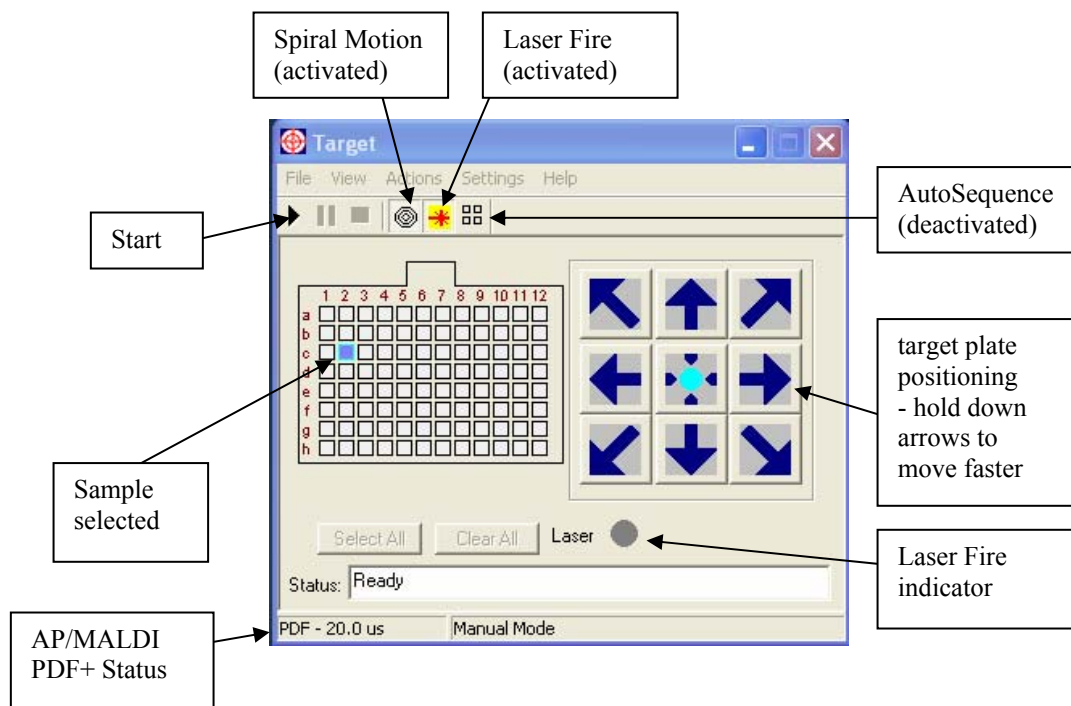 Spiral Motion
(activated)
Laser Fire
(activated)
Target
File View Actions Settings Help
AutoSequence
(deactivated)
Start
1 2 3 4 5 6 7 8 9 10 11 12
a
b
c
d
e
f
g
h
target plate
positioning
- hold down
arrows to
move faster
Sample
selected
Select All Clear All Laser
Laser Fire
indicator
Status: Ready
PDF - 20.0 us Manual Mode
AP/MALDI
PDF+ Status